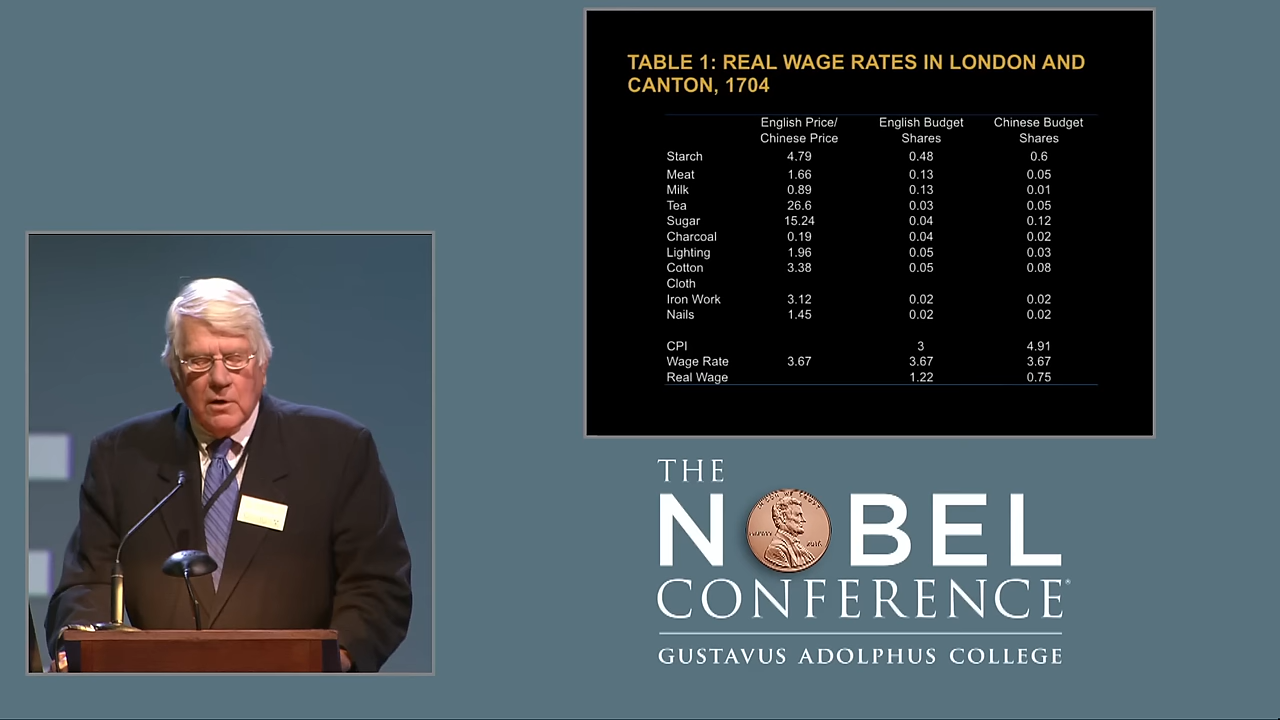 TABLE 1: REAL WAGE RATES IN LONDON AND
CANTON, 1704
English Price/ English Budget Chinese Budget
Chinese Price Shares Shares
Starch 4.79 0.48 0.6
Meat 1.66 0.13 0.05
Milk 0.89 0.13 0.01
Tea 26.6 0.03 0.05
Sugar 15.24 0.04 0.12
Charcoal 0.19 0.04 0.02
Lighting 1.96 0.05 0.03
Cotton 3.38 0.05 0.08
Cloth
Iron Work 3.12 0.02 0.02
Nails 1.45 0.02 0.02
CPI 3 4.91
Wage Rate 3.67 3.67 3.67
Real Wage 1.22 0.75
THE
NOBEL
CONFERENCE®
GUSTAVUS ADOLPHUS COLLEGE